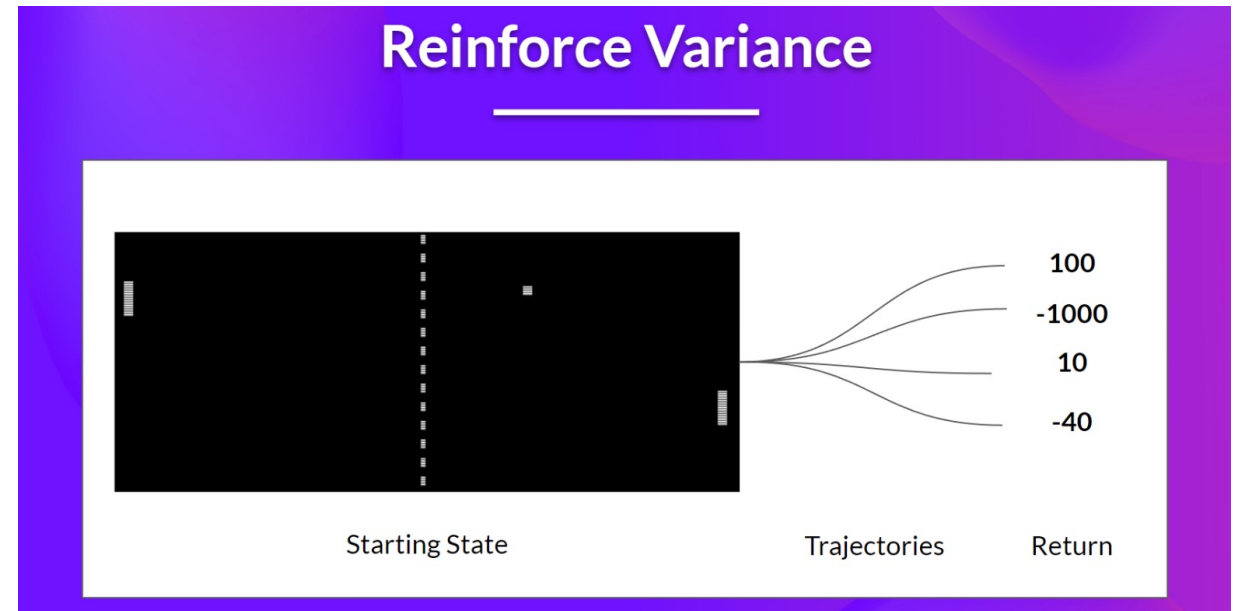 Reinforce Variance
100
-1000
10
-40
Starting State
Trajectories
Return